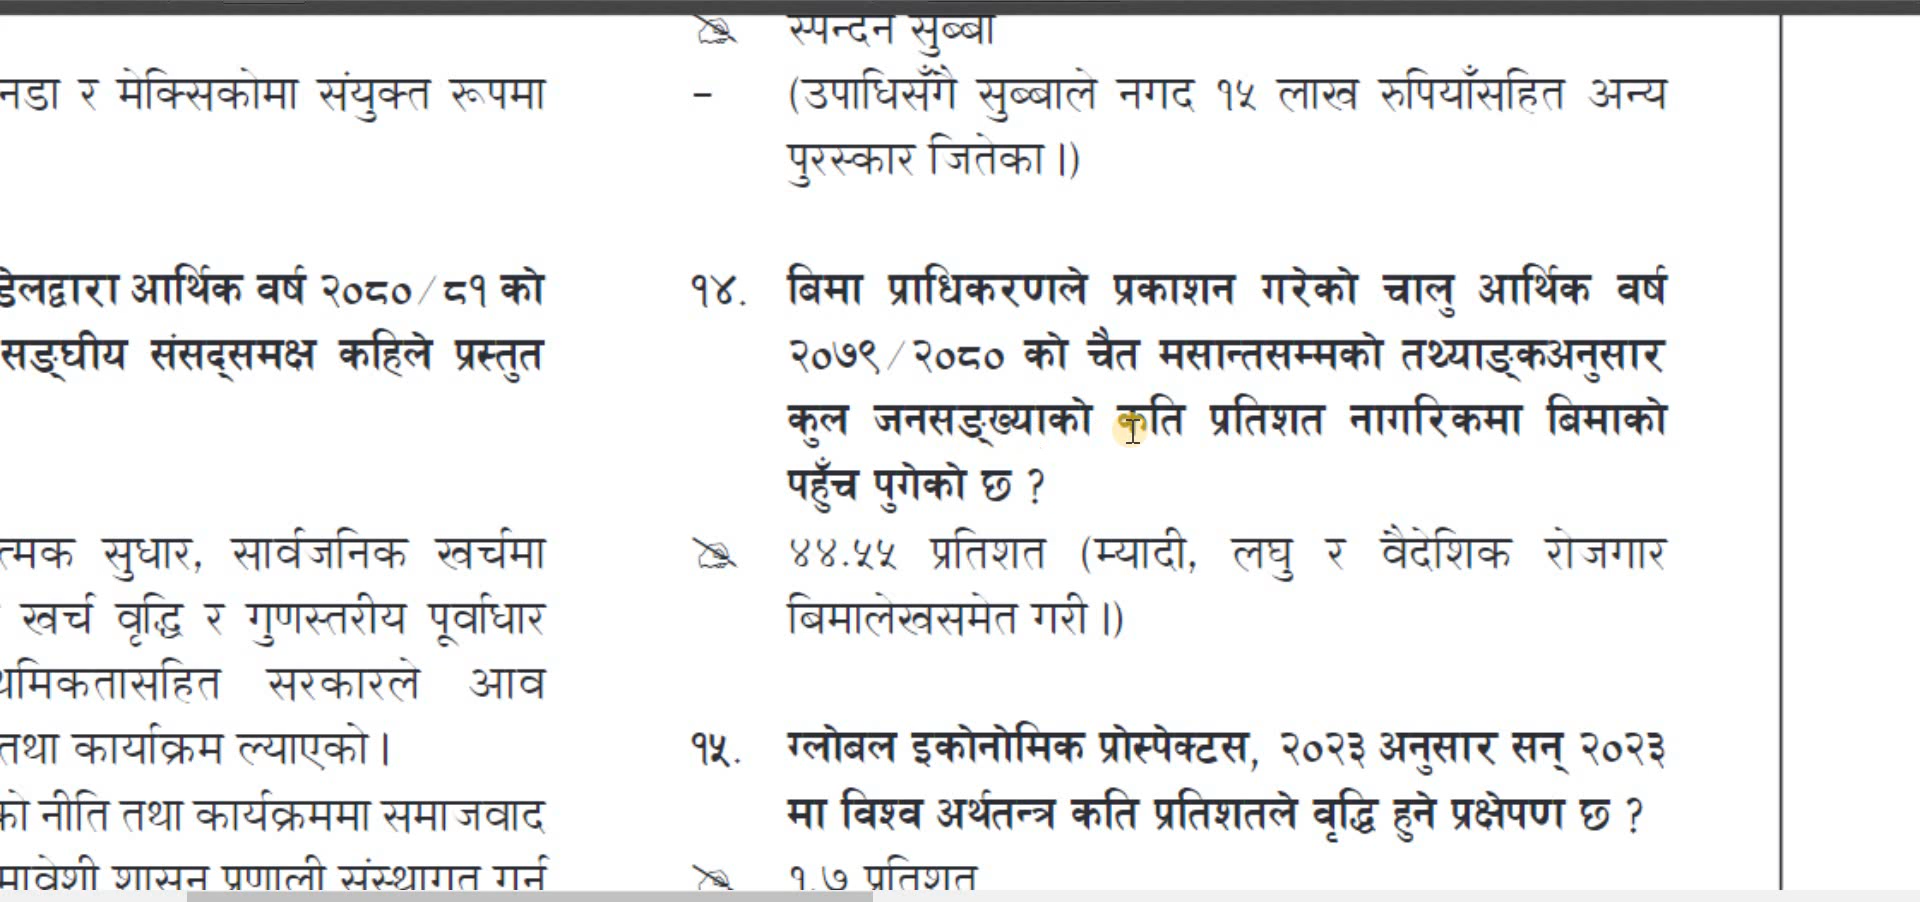 नडा र मेक्सिकोमा संयुक्त रूपमा
डेलद्वारा आर्थिक वर्ष २०८०/८१ को
सङ्घीय संसद्समक्ष कहिले प्रस्तुत
त्मक सुधार, सार्वजनिक खर्चमा
खर्च वृद्धि र गुणस्तरीय पूर्वाधार
थमिकतासहित सरकारले आव
तथा कार्याक्रम ल्याएको।
को नीति तथा कार्यक्रममा समाजवाद
मावेशी शासन प्रणाली संस्थागत गर्न
स्पन्दन सुब्बा
– (उपाधिसँगै सुब्बाले नगद १५ लाख रुपियाँसहित अन्य
पुरस्कार जितेका।)
१४. बिमा प्राधिकरणले प्रकाशन गरेको चालु आर्थिक वर्ष
२०७९/२०८० को चैत मसान्तसम्मको तथ्याङ्कअनुसार
कुल जनसङ्ख्याको कति प्रतिशत नागरिकमा बिमाको
पहुँच पुगेको छ ?
४४.५५ प्रतिशत (म्यादी, लघु र वैदेशिक रोजगार
बिमालेखसमेत गरी।)
१५. ग्लोबल इकोनोमिक प्रोस्पेक्टस, २०२३ अनुसार सन् २०२३
मा विश्व अर्थतन्त्र कति प्रतिशतले वृद्धि हुने प्रक्षेपण छ ?
१.७ प्रतिशत